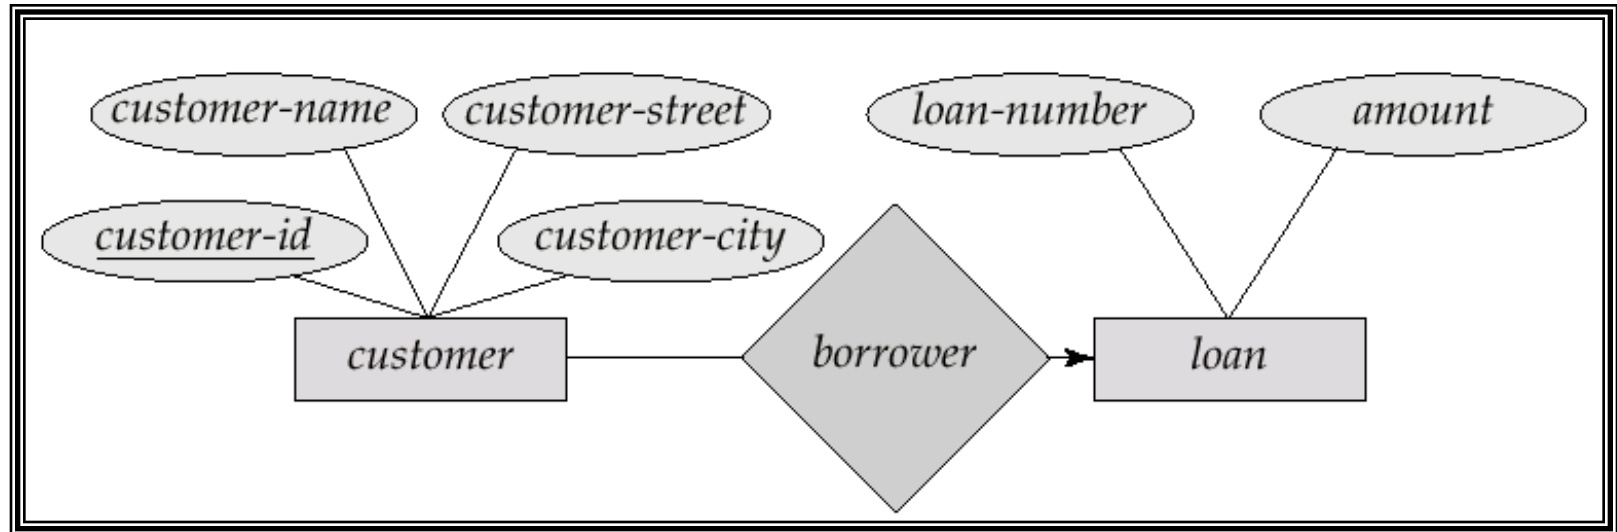 customer-name
customer-street
loan-number
amount
customer-id
customer-city
customer
borrower
loan